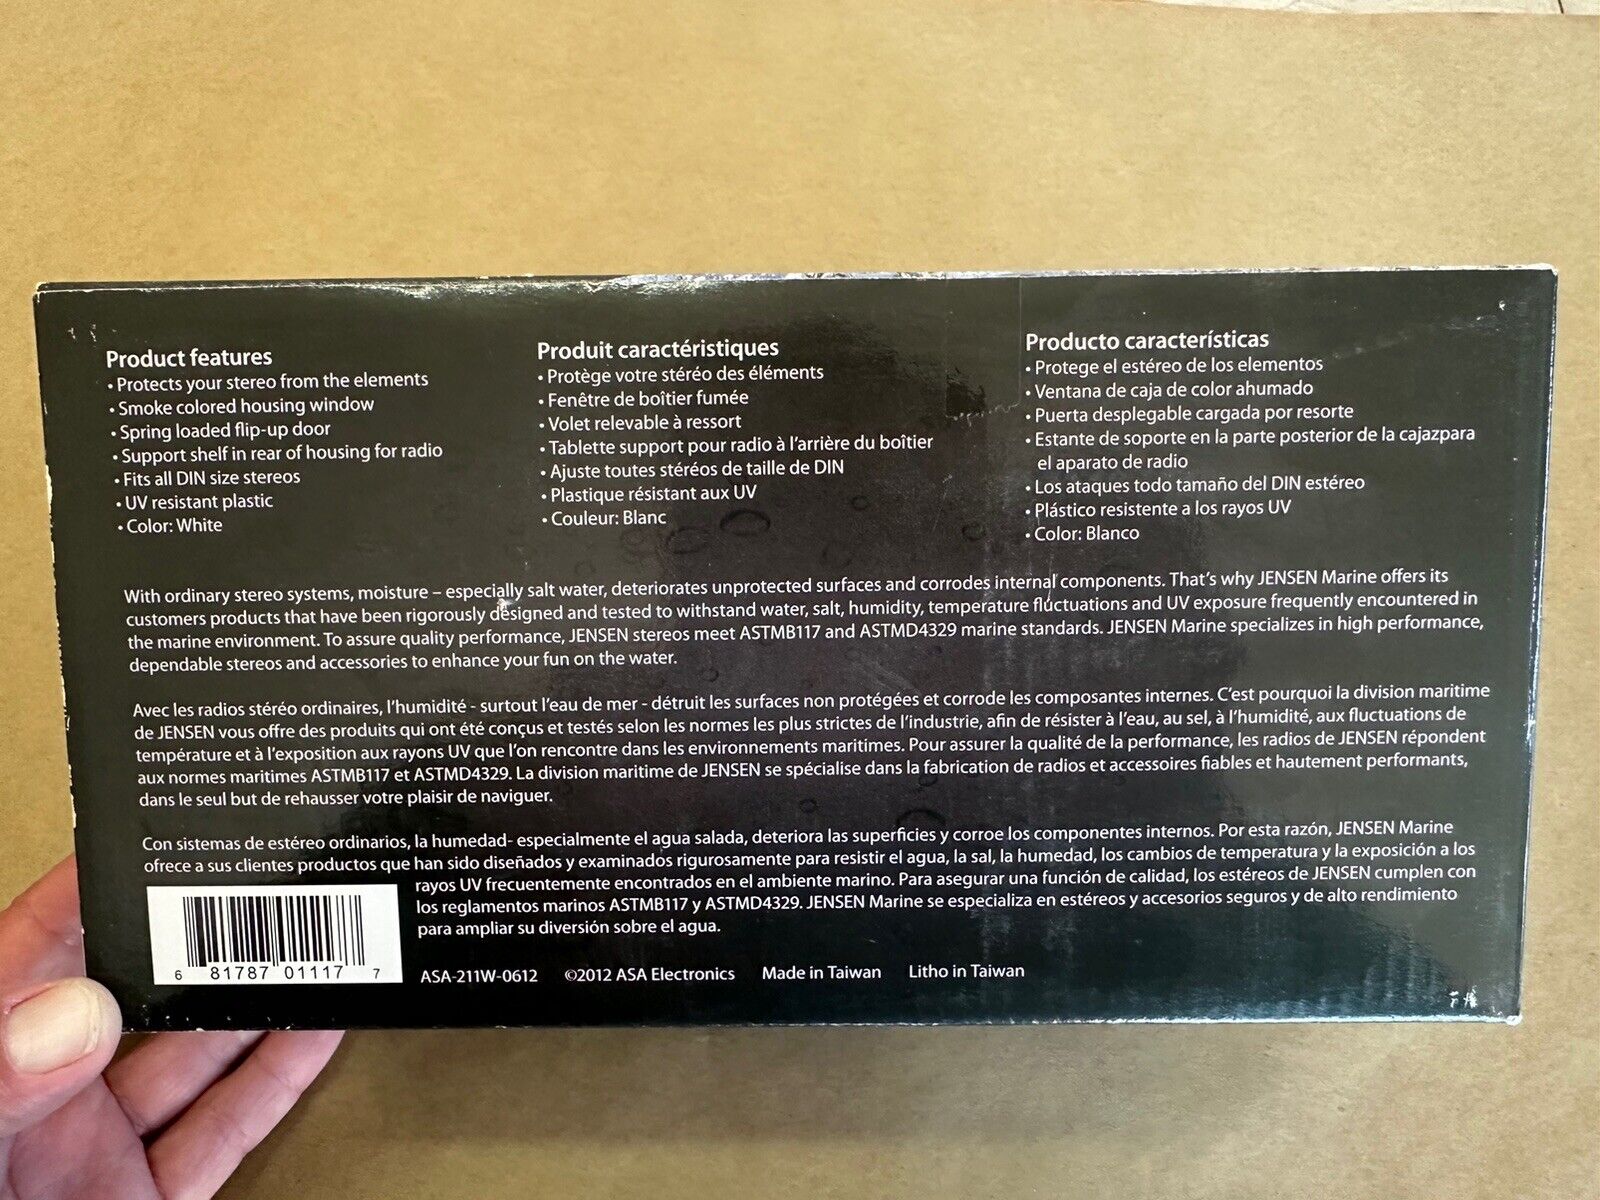 Product features
• Protects your stereo from the elements
• Smoke colored housing window
• Spring loaded flip-up door
• Support shelf in rear of housing for radio
• Fits all DIN size stereos
• UV resistant plastic
• Color: White
Produit caractéristiques
• Protège votre stéréo des éléments
• Fenêtre de boîtier fumée
• Volet relevable à ressort
• Tablette support pour radio à l'arrière du boîtier
• Ajuste toutes stéréos de taille de DIN
• Plastique résistant aux UV
• Couleur: Blanc
Producto características
• Protege el estéreo de los elementos
• Ventana de caja de color ahumado
• Puerta desplegable cargada por resorte
• Estante de soporte en la parte posterior de la cajazpara
el aparato de radio
• Los ataques todo tamaño del DIN estéreo
• Plástico resistente a los rayos UV
• Color: Blanco
With ordinary stereo systems, moisture – especially salt water, deteriorates unprotected surfaces and corrodes internal components. That's why JENSEN Marine offers its
customers products that have been rigorously designed and tested to withstand water, salt, humidity, temperature fluctuations and UV exposure frequently encountered in
the marine environment. To assure quality performance, JENSEN stereos meet ASTMB117 and ASTMD4329 marine standards. JENSEN Marine specializes in high performance,
dependable stereos and accessories to enhance your fun on the water.
Avec les radios stéréo ordinaires, l'humidité - surtout l'eau de mer - détruit les surfaces non protégées et corrode les composantes internes. C'est pourquoi la division maritime
de JENSEN vous offre des produits qui ont été conçus et testés selon les normes les plus strictes de l'industrie, afin de résister à l'eau, au sel, à l'humidité, aux fluctuations de
température et à l'exposition aux rayons UV que l'on rencontre dans les environnements maritimes. Pour assurer la qualité de la performance, les radios de JENSEN répondent
aux normes maritimes ASTMB117 et ASTMD4329. La division maritime de JENSEN se spécialise dans la fabrication de radios et accessoires fiables et hautement performants,
dans le seul but de rehausser votre plaisir de naviguer.
Con sistemas de estéreo ordinarios, la humedad- especialmente el agua salada, deteriora las superficies y corroe los componentes internos. Por esta razón, JENSEN Marine
ofrece a sus clientes productos que han sido diseñados y examinados rigurosamente para resistir el agua, la sal, la humedad, los cambios de temperatura y la exposición a los
rayos UV frecuentemente encontrados en el ambiente marino. Para asegurar una función de calidad, los estéreos de JENSEN cumplen con
los reglamentos marinos ASTMB117 y ASTMD4329. JENSEN Marine se especializa en estéreos y accesorios seguros y de alto rendimiento
para ampliar su diversión sobre el agua.
6 81787 01117 7
ASA-211W-0612 ©2012 ASA Electronics Made in Taiwan Litho in Taiwan